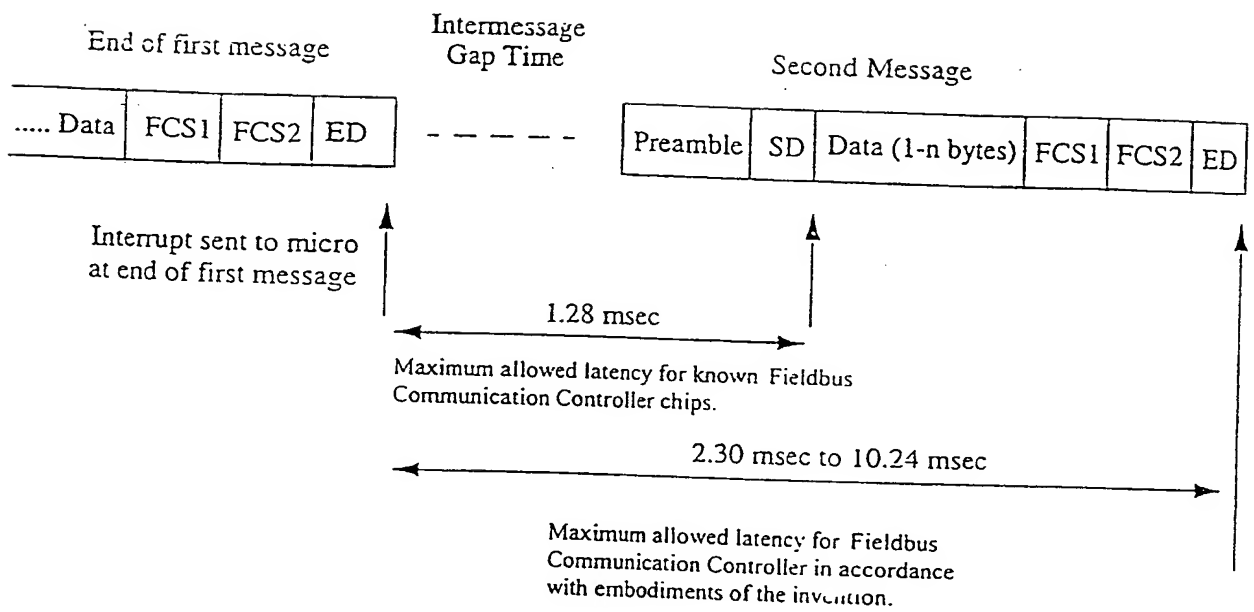 End of first message
Intermessage
Gap Time
Second Message
..... Data FCS1 FCS2 ED
Preamble SD Data (1-n bytes) FCS1 FCS2 ED
Interrupt sent to micro
at end of first message
1.28 msec
Maximum allowed latency for known Fieldbus
Communication Controller chips.
2.30 msec to 10.24 msec
Maximum allowed latency for Fieldbus
Communication Controller in accordance
with embodiments of the invention.